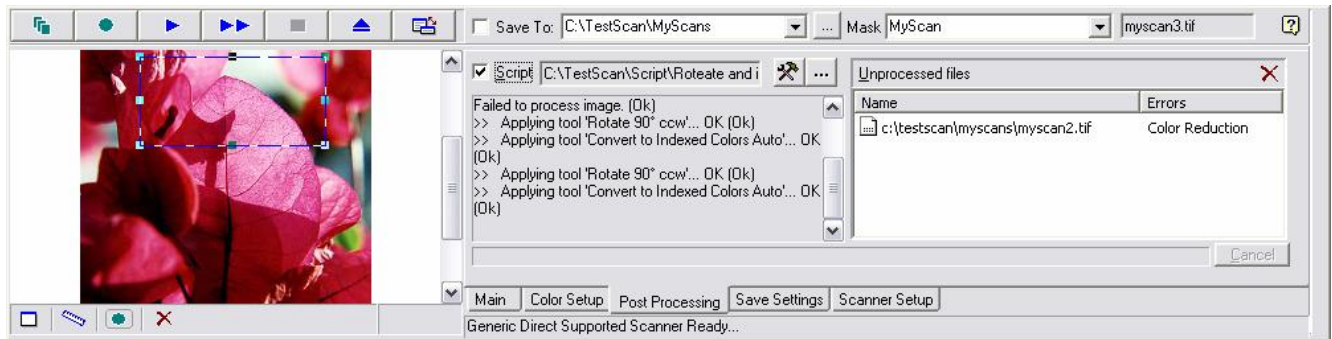 Save To: C:\TestScan\MyScans ... Mask MyScan myscan3.tif
Script C:\TestScan\Script\Roteate and i ... Unprocessed files
Name Errors
c:\testscan\myscans\myscan2.tif Color Reduction
Failed to process image. (Ok)
>> Applying tool 'Rotate 90° ccw'... OK (Ok)
>> Applying tool 'Convert to Indexed Colors Auto'... OK
(Ok)
>> Applying tool 'Rotate 90° ccw'... OK (Ok)
>> Applying tool 'Convert to Indexed Colors Auto'... OK
(Ok)
Cancel
Main Color Setup Post Processing Save Settings Scanner Setup
Generic Direct Supported Scanner Ready...